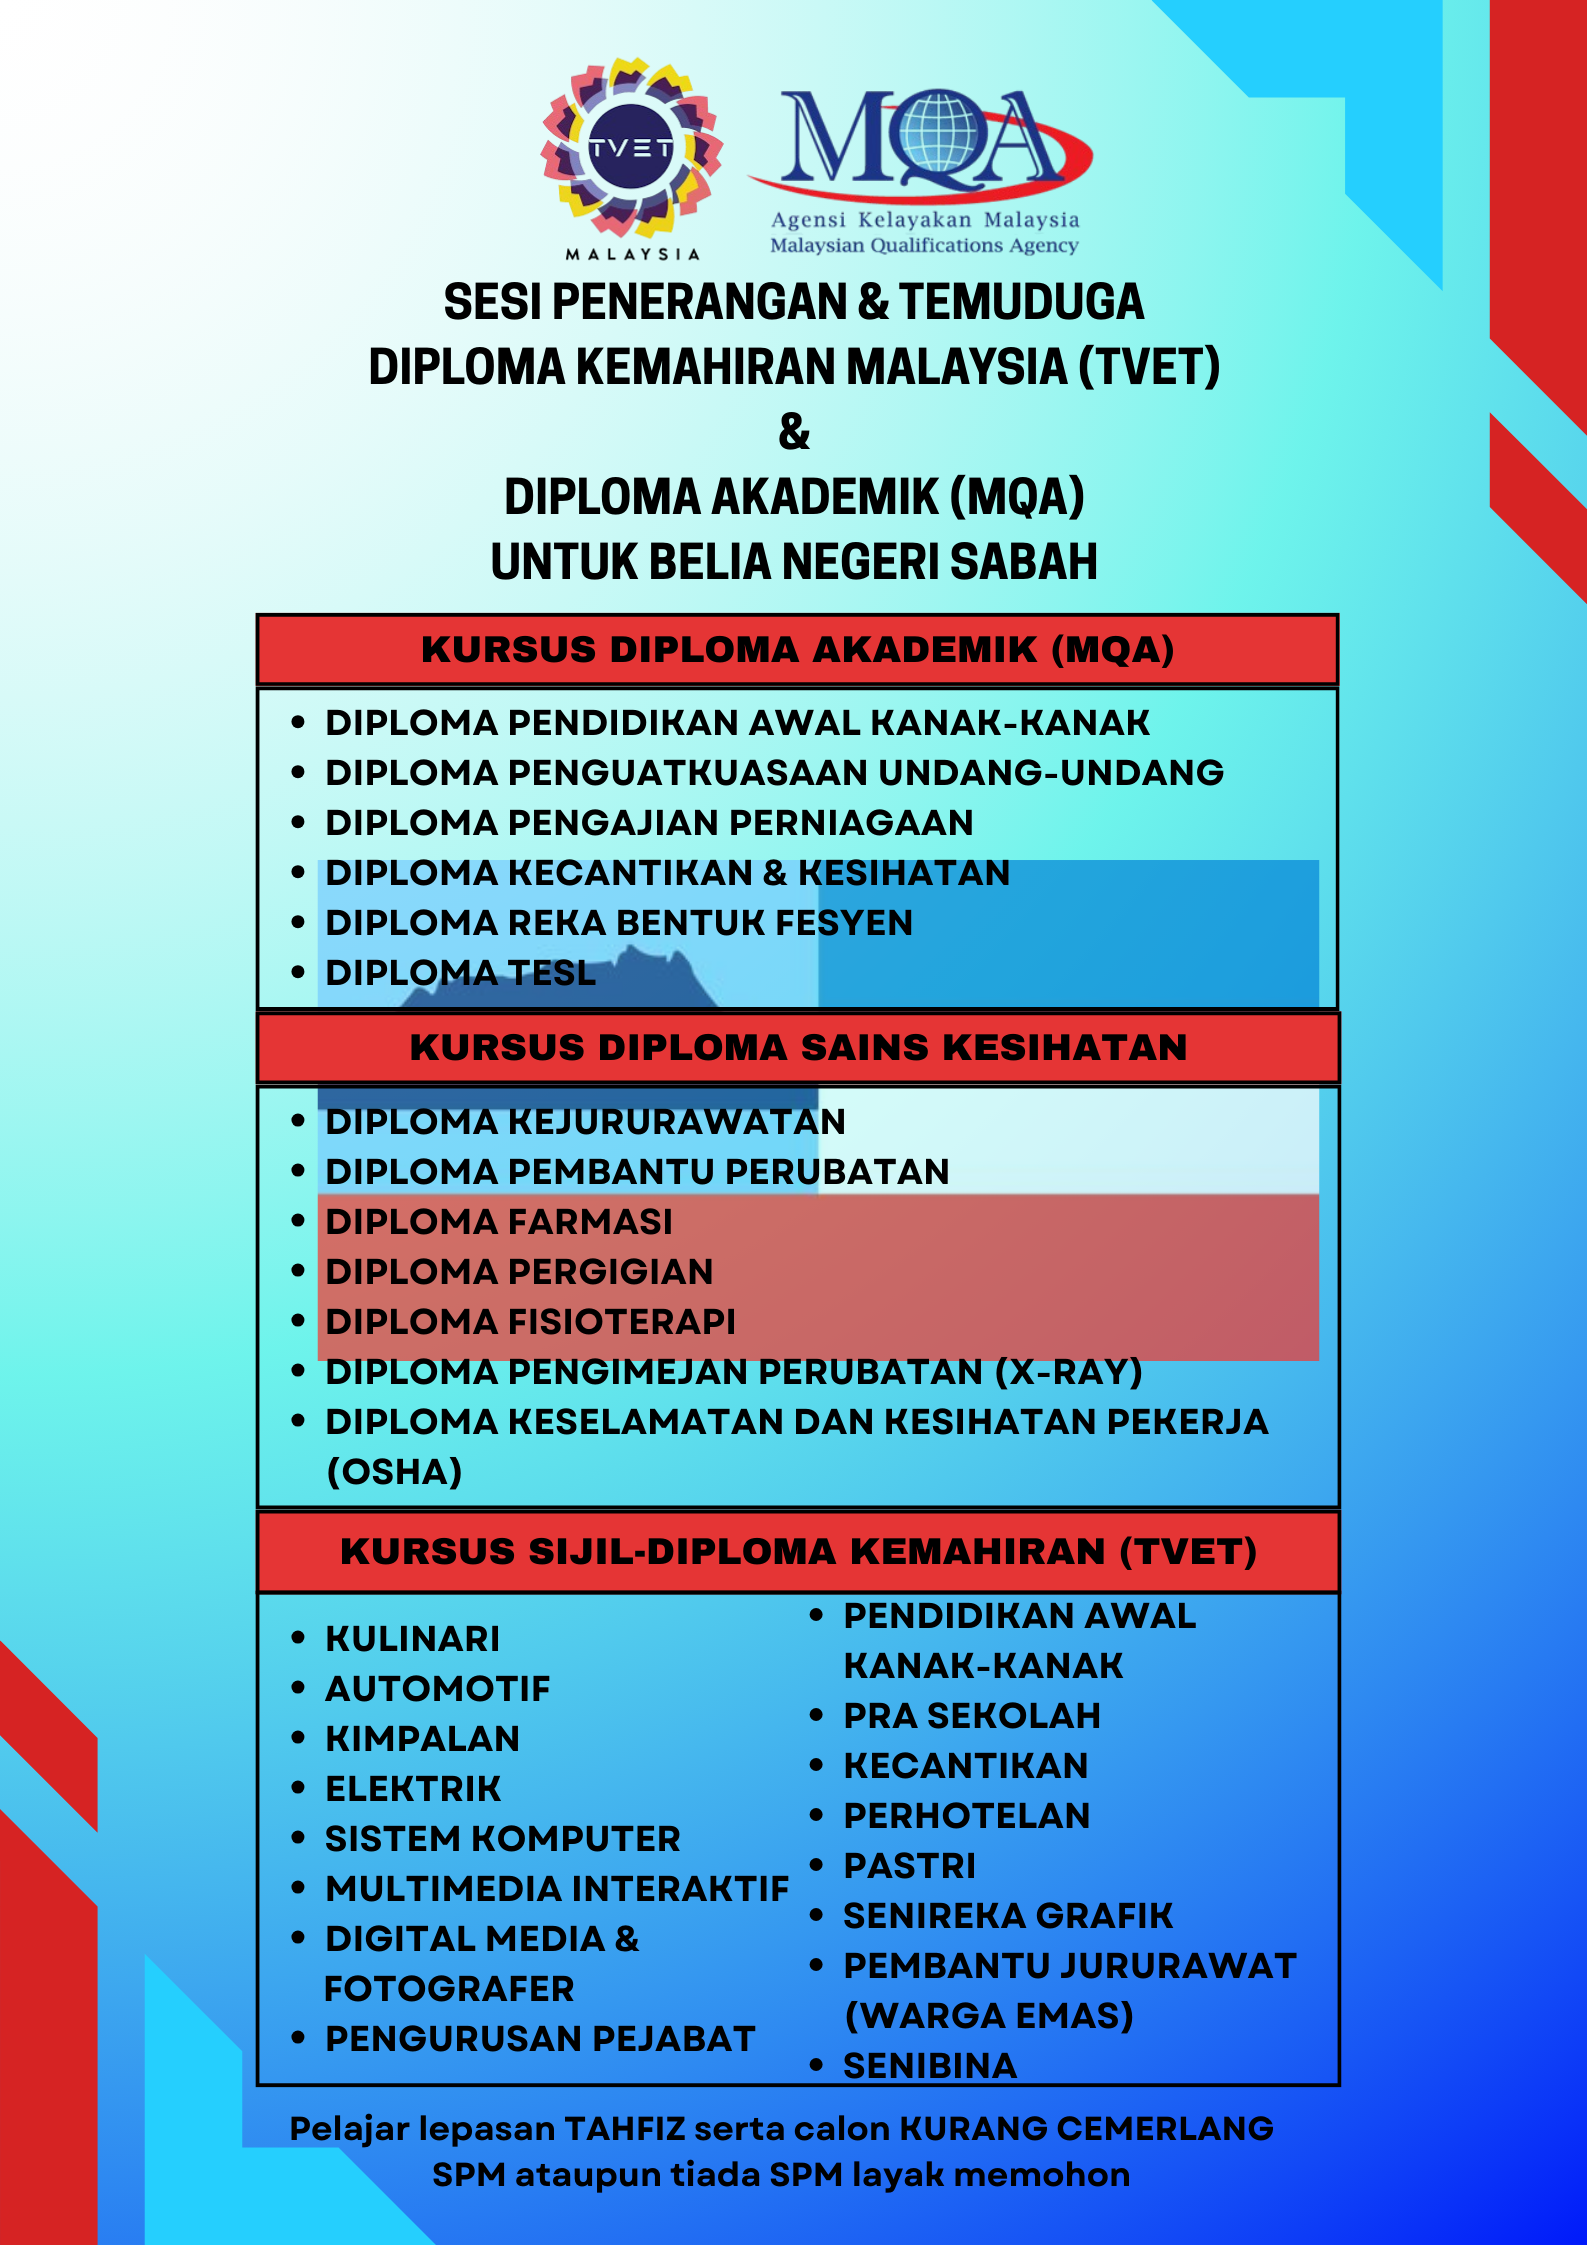 TVET
MALAYSIA
MQA
Agensi Kelayakan Malaysia
Malaysian Qualifications Agency
SESI PENERANGAN & TEMUDUGA
DIPLOMA KEMAHIRAN MALAYSIA (TVET)
&
DIPLOMA AKADEMIK (MQA)
UNTUK BELIA NEGERI SABAH
KURSUS DIPLOMA AKADEMIK (MQA)
• DIPLOMA PENDIDIKAN AWAL KANAK-KANAK
• DIPLOMA PENGUATKUASAAN UNDANG-UNDANG
• DIPLOMA PENGAJIAN PERNIAGAAN
• DIPLOMA KECANTIKAN & KESIHATAN
• DIPLOMA REKA BENTUK FESYEN
• DIPLOMA TESL
KURSUS DIPLOMA SAINS KESIHATAN
• DIPLOMA KEJURURAWATAN
• DIPLOMA PEMBANTU PERUBATAN
• DIPLOMA FARMASI
• DIPLOMA PERGIGIAN
• DIPLOMA FISIOTERAPI
• DIPLOMA PENGIMEJAN PERUBATAN (X-RAY)
• DIPLOMA KESELAMATAN DAN KESIHATAN PEKERJA
(OSHA)
KURSUS SIJIL-DIPLOMA KEMAHIRAN (TVET)
• KULINARI
• AUTOMOTIF
• KIMPALAN
• ELEKTRIK
• SISTEM KOMPUTER
• MULTIMEDIA INTERAKTIF
• DIGITAL MEDIA &
FOTOGRAFER
• PENGURUSAN PEJABAT
• PENDIDIKAN AWAL
KANAK-KANAK
• PRA SEKOLAH
• KECANTIKAN
• PERHOTELAN
• PASTRI
• SENIREKA GRAFIK
• PEMBANTU JURURAWAT
(WARGA EMAS)
• SENIBINA
Pelajar lepasan TAHFIZ serta calon KURANG CEMERLANG
SPM ataupun tiada SPM layak memohon